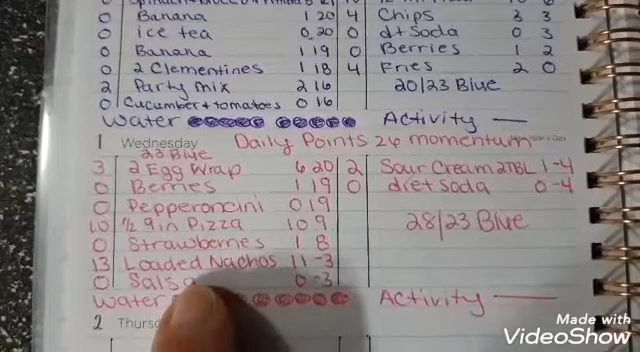 0 Spinach
0 Banana 1 20 4 Chips 3 3
0 ice tea 0 20 0 dt Soda 0 3
0 Banana 1 19 0 Berries 1 2
0 2 Clementines 1 18 4 Fries 2 0
2 Party mix 2 16 20/23 Blue
0 Cucumber + tomatoes 0 16
Water Activity —
1 Wednesday Daily Points 26 momentum
23 Blue
3 2 Egg Wrap 6 20 2 Sour Cream 2TBL 1 -4
0 Berries 1 19 0 diet soda 0 -4
0 Pepperoncini 0 19
10 1/2 9 in Pizza 10 9 28/23 Blue
0 Strawberries 1 8
13 Loaded Nachos 11 -3
0 Salsa 0 -3
Water Activity —
2 Thurs
Made with
VideoShow